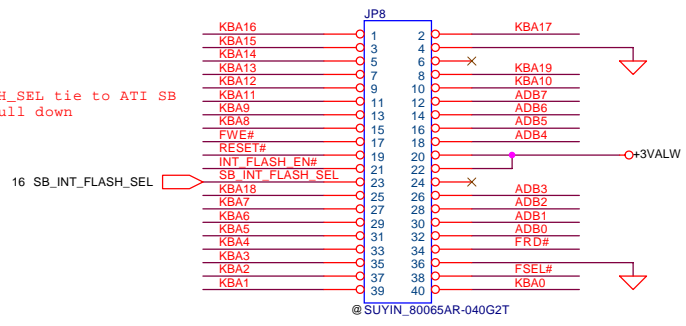 JP8
KBA16 1 2 KBA17
KBA15 3 4
KBA14 5 6
KBA13 7 8 KBA19
KBA12 9 10 KBA10
H_SEL tie to ATI SB
ull down
KBA11 11 12 ADB7
KBA9 13 14 ADB6
KBA8 15 16 ADB5
FWE# 17 18 ADB4
RESET# 19 20 +3VALW
INT_FLASH_EN# 21 22
16 SB_INT_FLASH_SEL SB_INT_FLASH_SEL 23 24
KBA18 25 26 ADB3
KBA7 27 28 ADB2
KBA6 29 30 ADB1
KBA5 31 32 ADB0
KBA4 33 34 FRD#
KBA3 35 36
KBA2 37 38 FSEL#
KBA1 39 40 KBA0
@ SUYIN_80065AR-040G2T